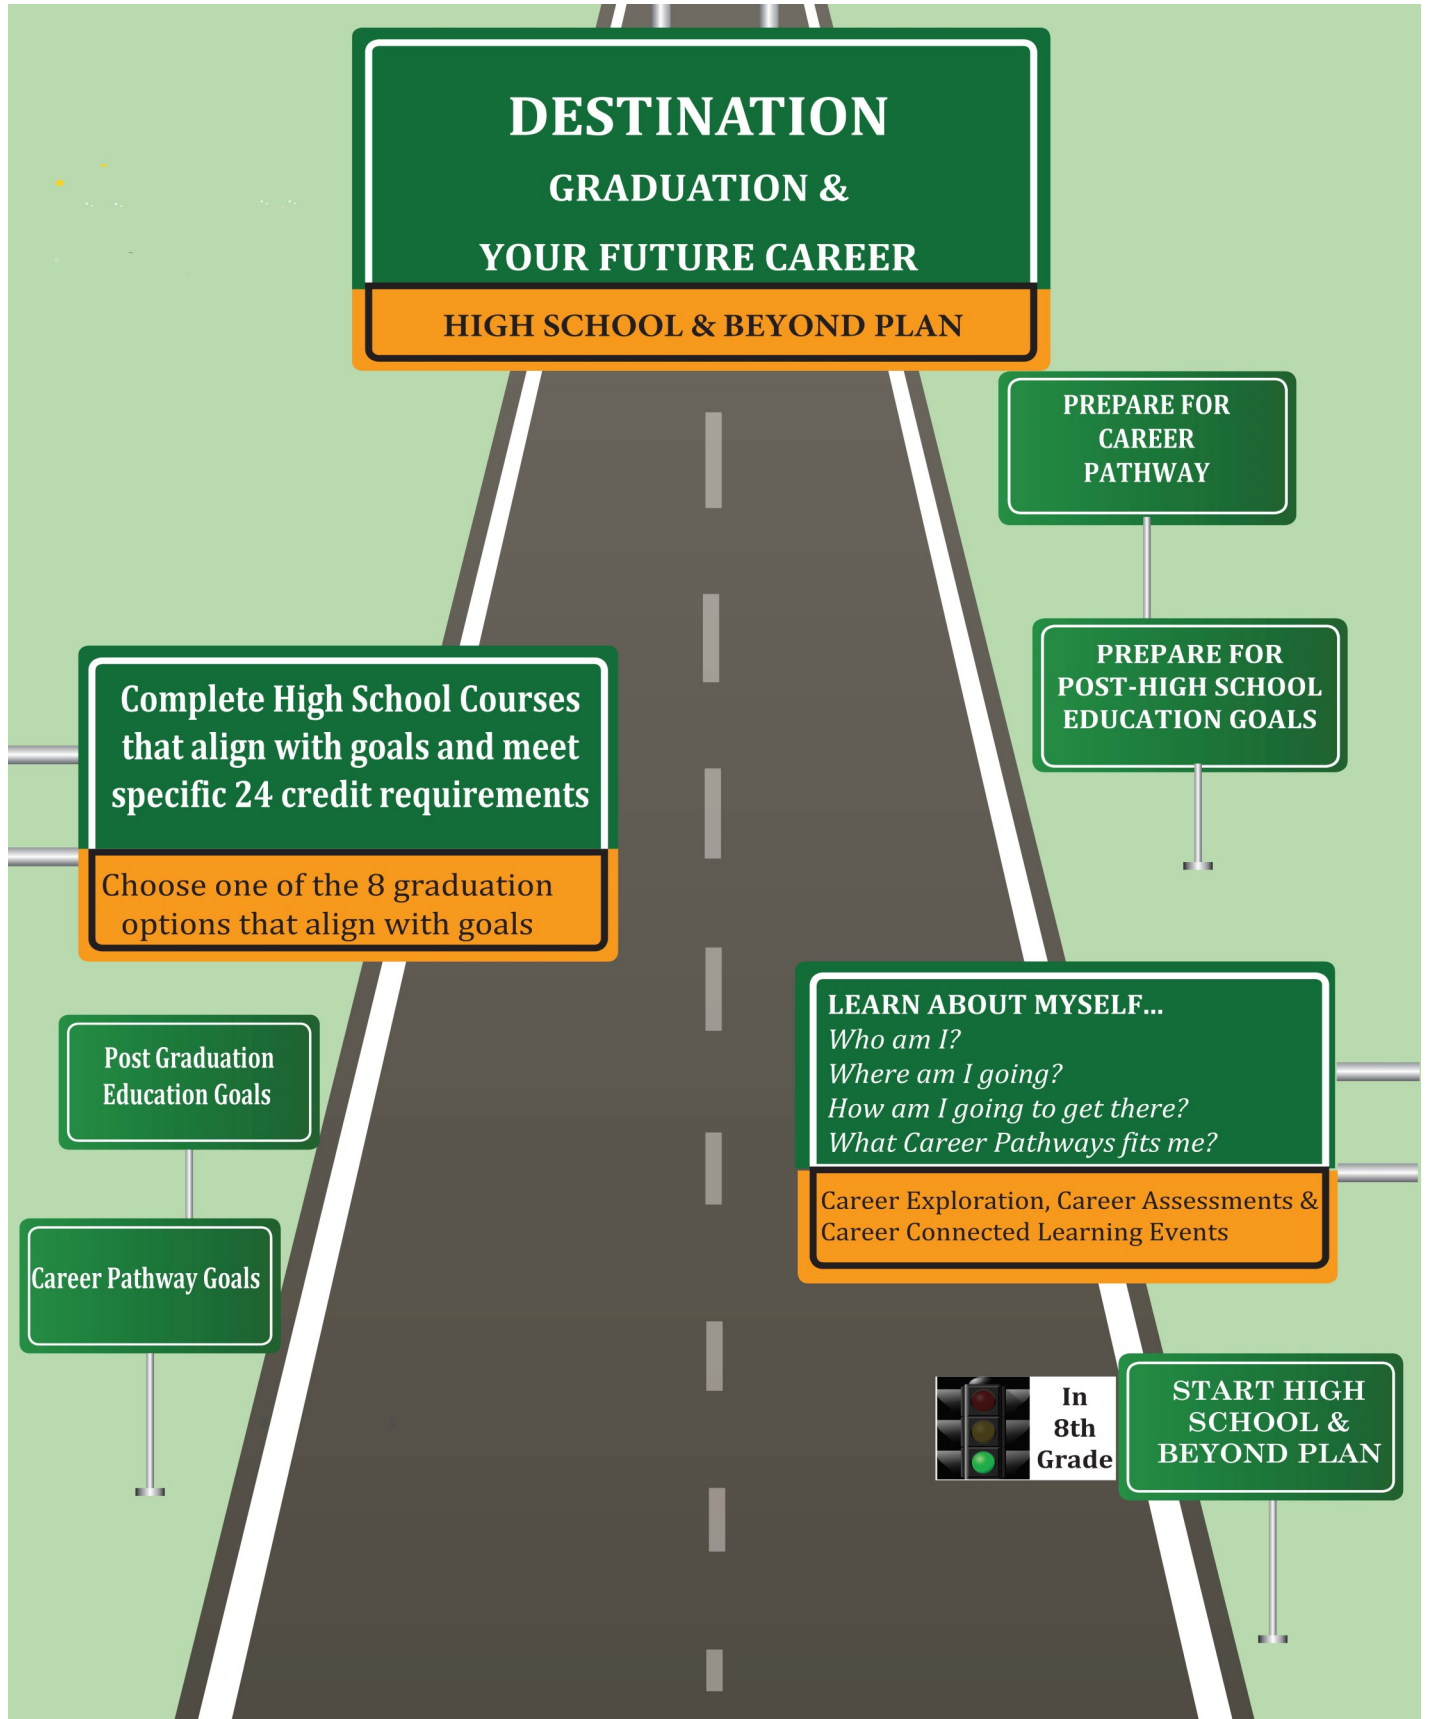 DESTINATION
GRADUATION &
YOUR FUTURE CAREER
HIGH SCHOOL & BEYOND PLAN
PREPARE FOR
CAREER
PATHWAY
PREPARE FOR
POST-HIGH SCHOOL
EDUCATION GOALS
Complete High School Courses
that align with goals and meet
specific 24 credit requirements
Choose one of the 8 graduation
options that align with goals
LEARN ABOUT MYSELF...
Who am I?
Where am I going?
How am I going to get there?
What Career Pathways fits me?
Career Exploration, Career Assessments &
Career Connected Learning Events
Post Graduation
Education Goals
Career Pathway Goals
In
8th
Grade
START HIGH
SCHOOL &
BEYOND PLAN